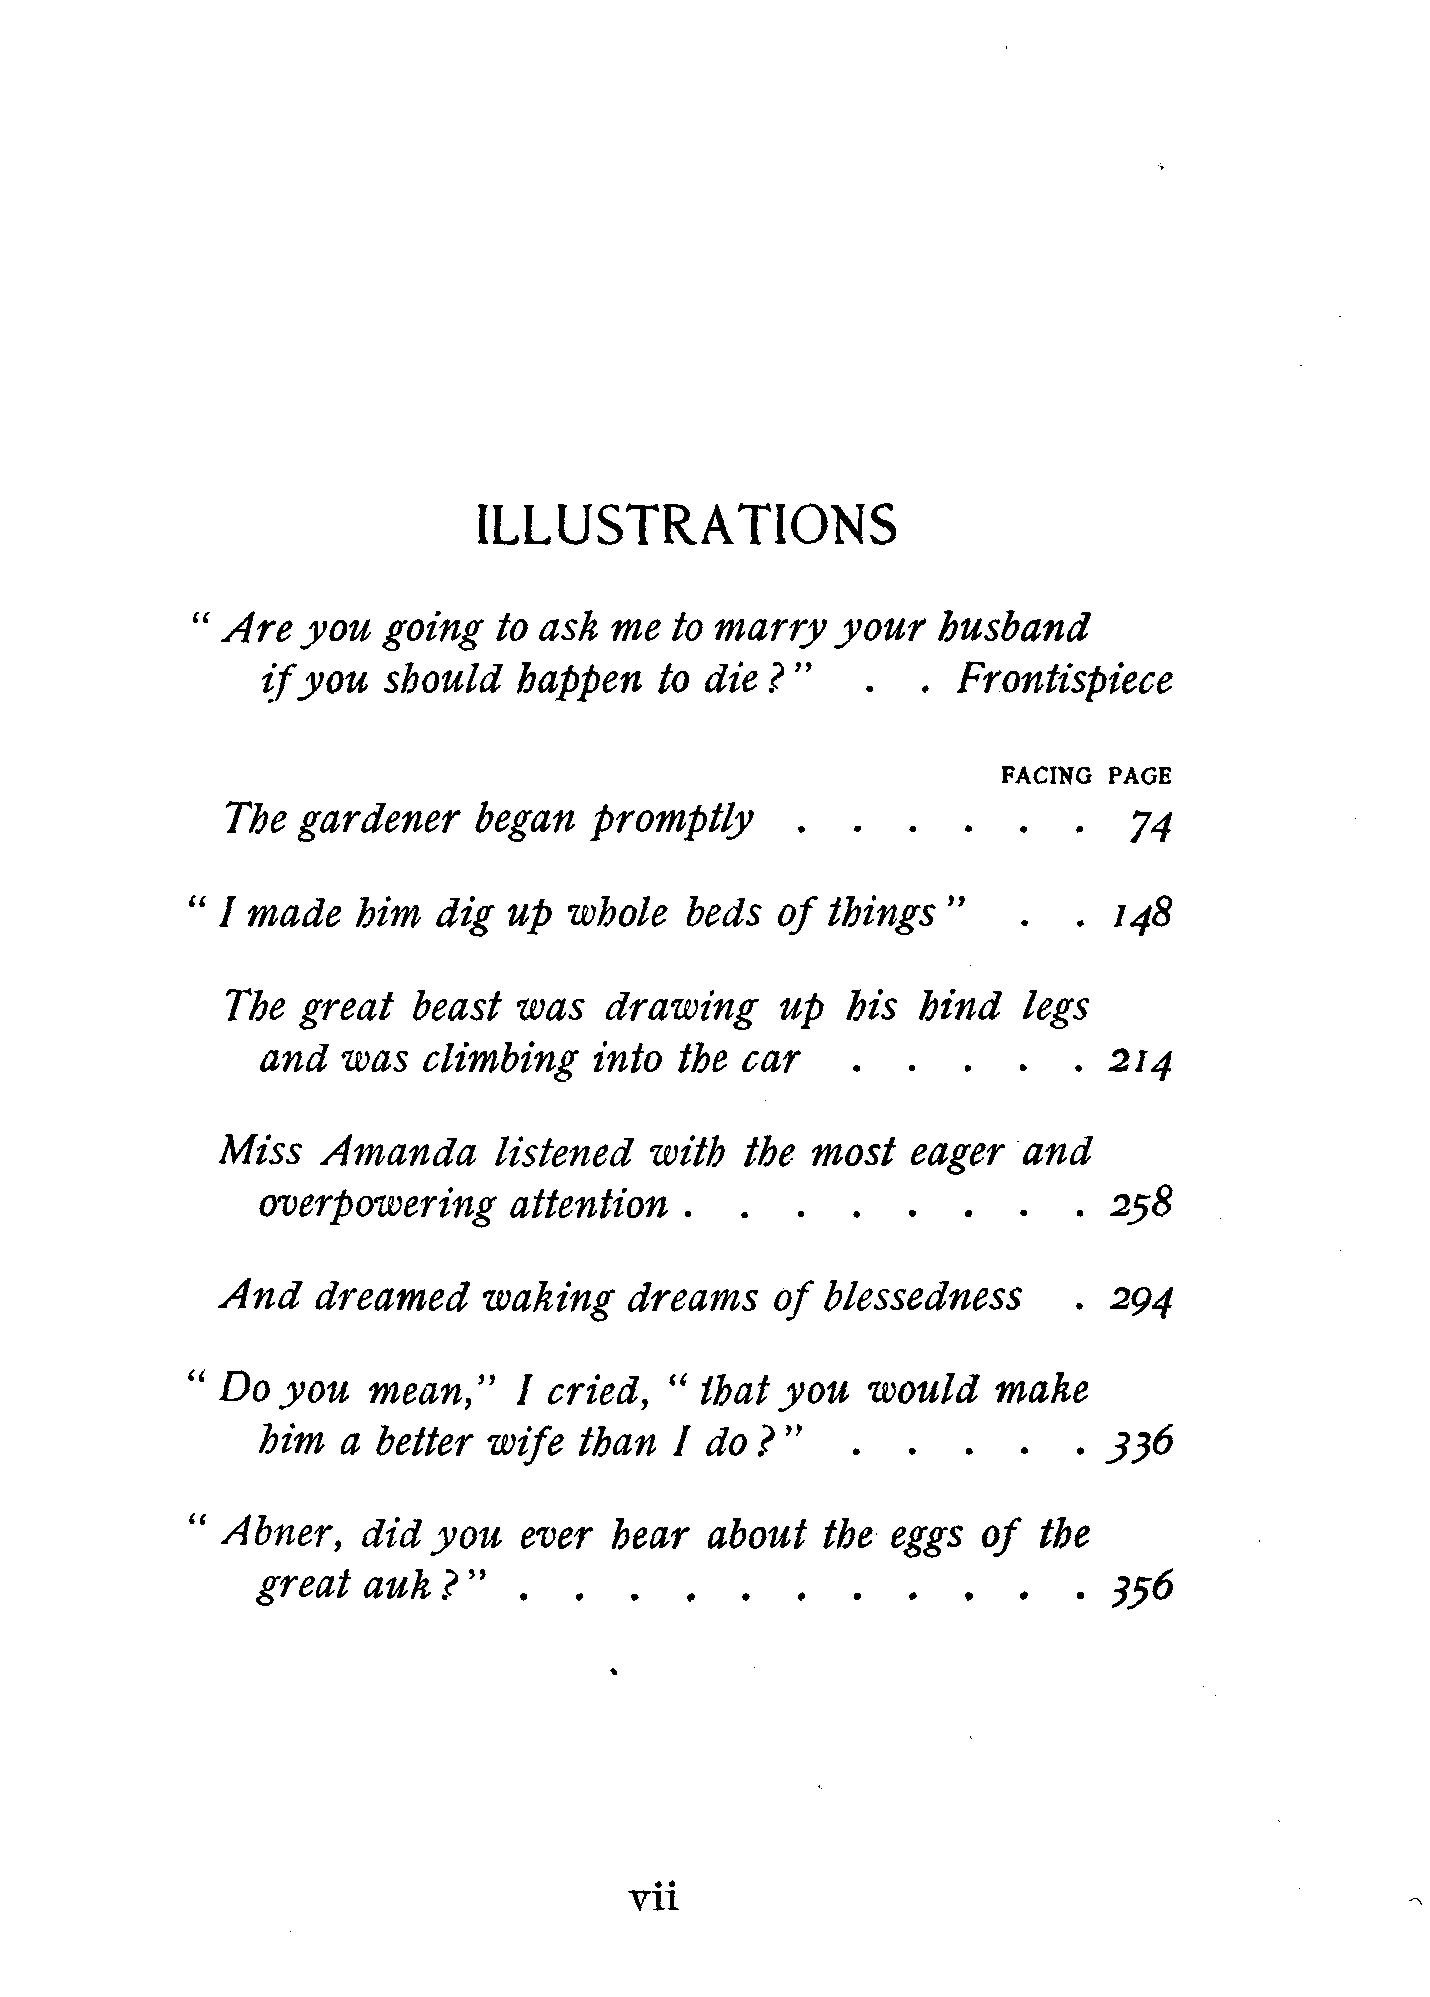 ILLUSTRATIONS
" Are you going to ask me to marry your husband
if you should happen to die ? " . . Frontispiece
FACING PAGE
The gardener began promptly . . . . . . 74
" I made him dig up whole beds of things " . . 148
The great beast was drawing up his hind legs
and was climbing into the car . . . . . 214
Miss Amanda listened with the most eager and
overpowering attention . . . . . . . . 258
And dreamed waking dreams of blessedness . 294
" Do you mean," I cried, " that you would make
him a better wife than I do ? " . . . . . 336
" Abner, did you ever hear about the eggs of the
great auk ? " . . . . . . . . . . . 356
vii